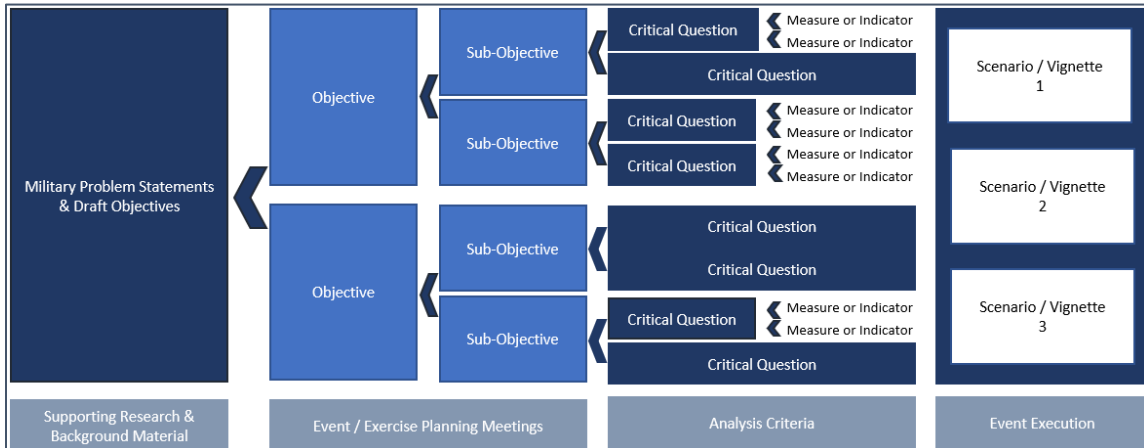 Military Problem Statements
& Draft Objectives
Objective
Sub-Objective
Critical Question
Measure or Indicator
Measure or Indicator
Critical Question
Sub-Objective
Critical Question
Measure or Indicator
Measure or Indicator
Critical Question
Measure or Indicator
Measure or Indicator
Objective
Sub-Objective
Critical Question
Critical Question
Sub-Objective
Critical Question
Measure or Indicator
Measure or Indicator
Critical Question
Scenario / Vignette
1
Scenario / Vignette
2
Scenario / Vignette
3
Supporting Research &
Background Material
Event / Exercise Planning Meetings
Analysis Criteria
Event Execution